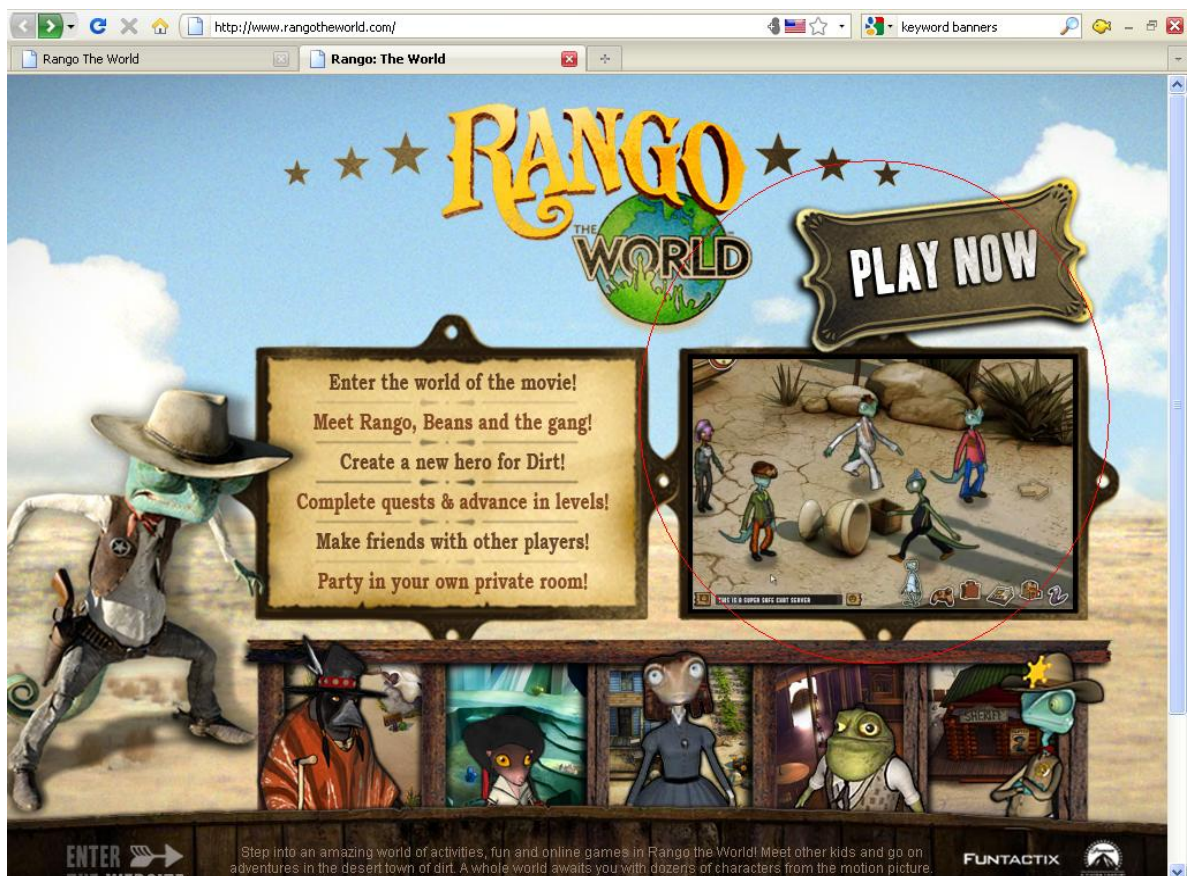 http://www.rangotheworld.com/
keyword banners
Rango The World
Rango: The World
RANGO
THE
WORLD
PLAY NOW
Enter the world of the movie!
Meet Rango, Beans and the gang!
Create a new hero for Dirt!
Complete quests & advance in levels!
Make friends with other players!
Party in your own private room!
THIS IS A SUPER SAFE CHAT SERVER
SHERIFF
ENTER
THE WEBSITE
Step into an amazing world of activities, fun and online games in Rango the World! Meet other kids and go on
adventures in the desert town of dirt. A whole world awaits you with dozens of characters from the motion picture.
FUNTACTIX